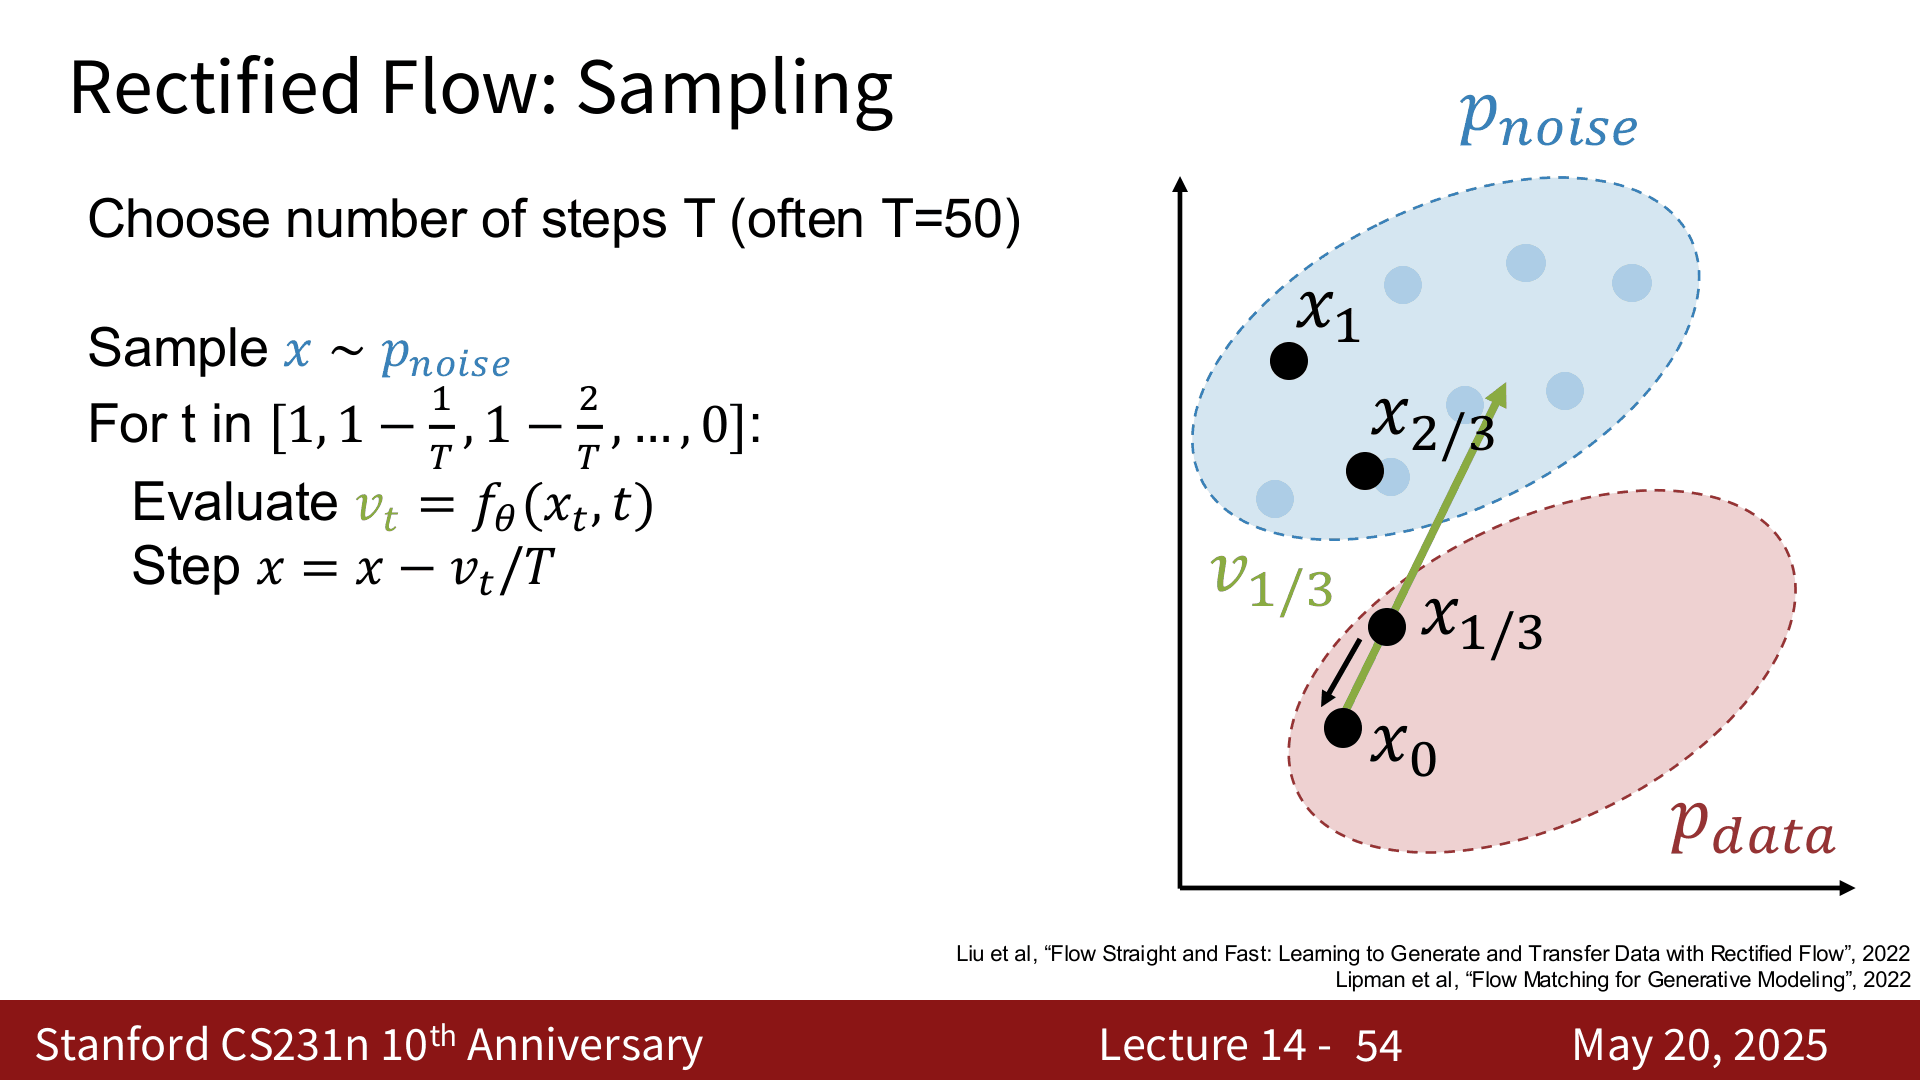 Rectified Flow: Sampling
Choose number of steps T (often T=50)
Sample x ~ p_noise
For t in [1, 1 − 1/T, 1 − 2/T, … , 0]:
Evaluate v_t = f_θ(x_t, t)
Step x = x − v_t/T
p_noise
x_1
x_2/3
v_1/3
x_1/3
x_0
p_data
Liu et al, “Flow Straight and Fast: Learning to Generate and Transfer Data with Rectified Flow”, 2022
Lipman et al, “Flow Matching for Generative Modeling”, 2022
Stanford CS231n 10th Anniversary
Lecture 14 - 54
May 20, 2025